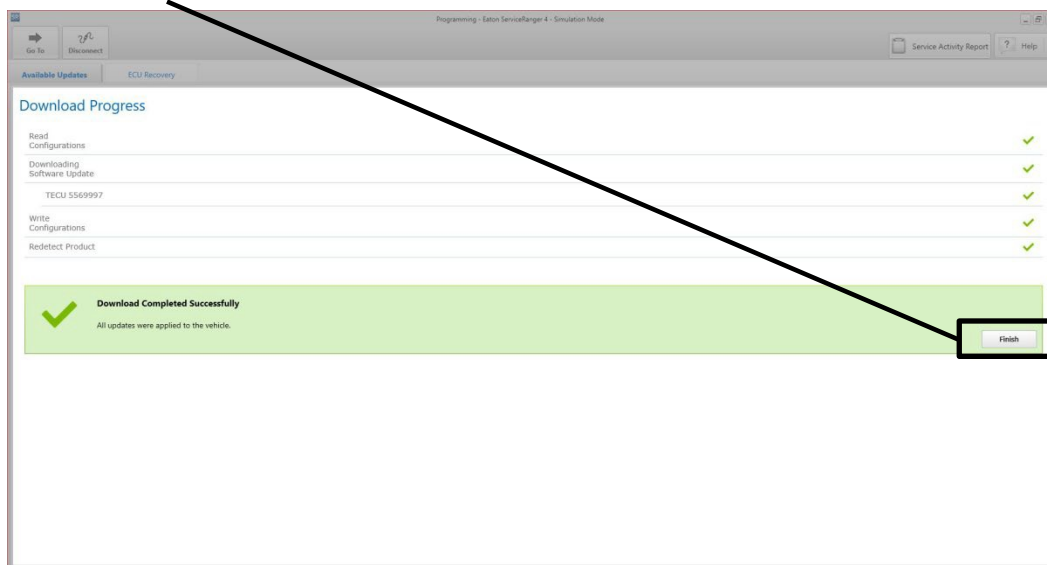 Programming - Eaton ServiceRanger 4 - Simulation Mode
Go To
Disconnect
Service Activity Report
? Help
Available Updates
ECU Recovery
Download Progress
Read
Configurations
Downloading
Software Update
TECU 5569997
Write
Configurations
Redetect Product
Download Completed Successfully
All updates were applied to the vehicle.
Finish